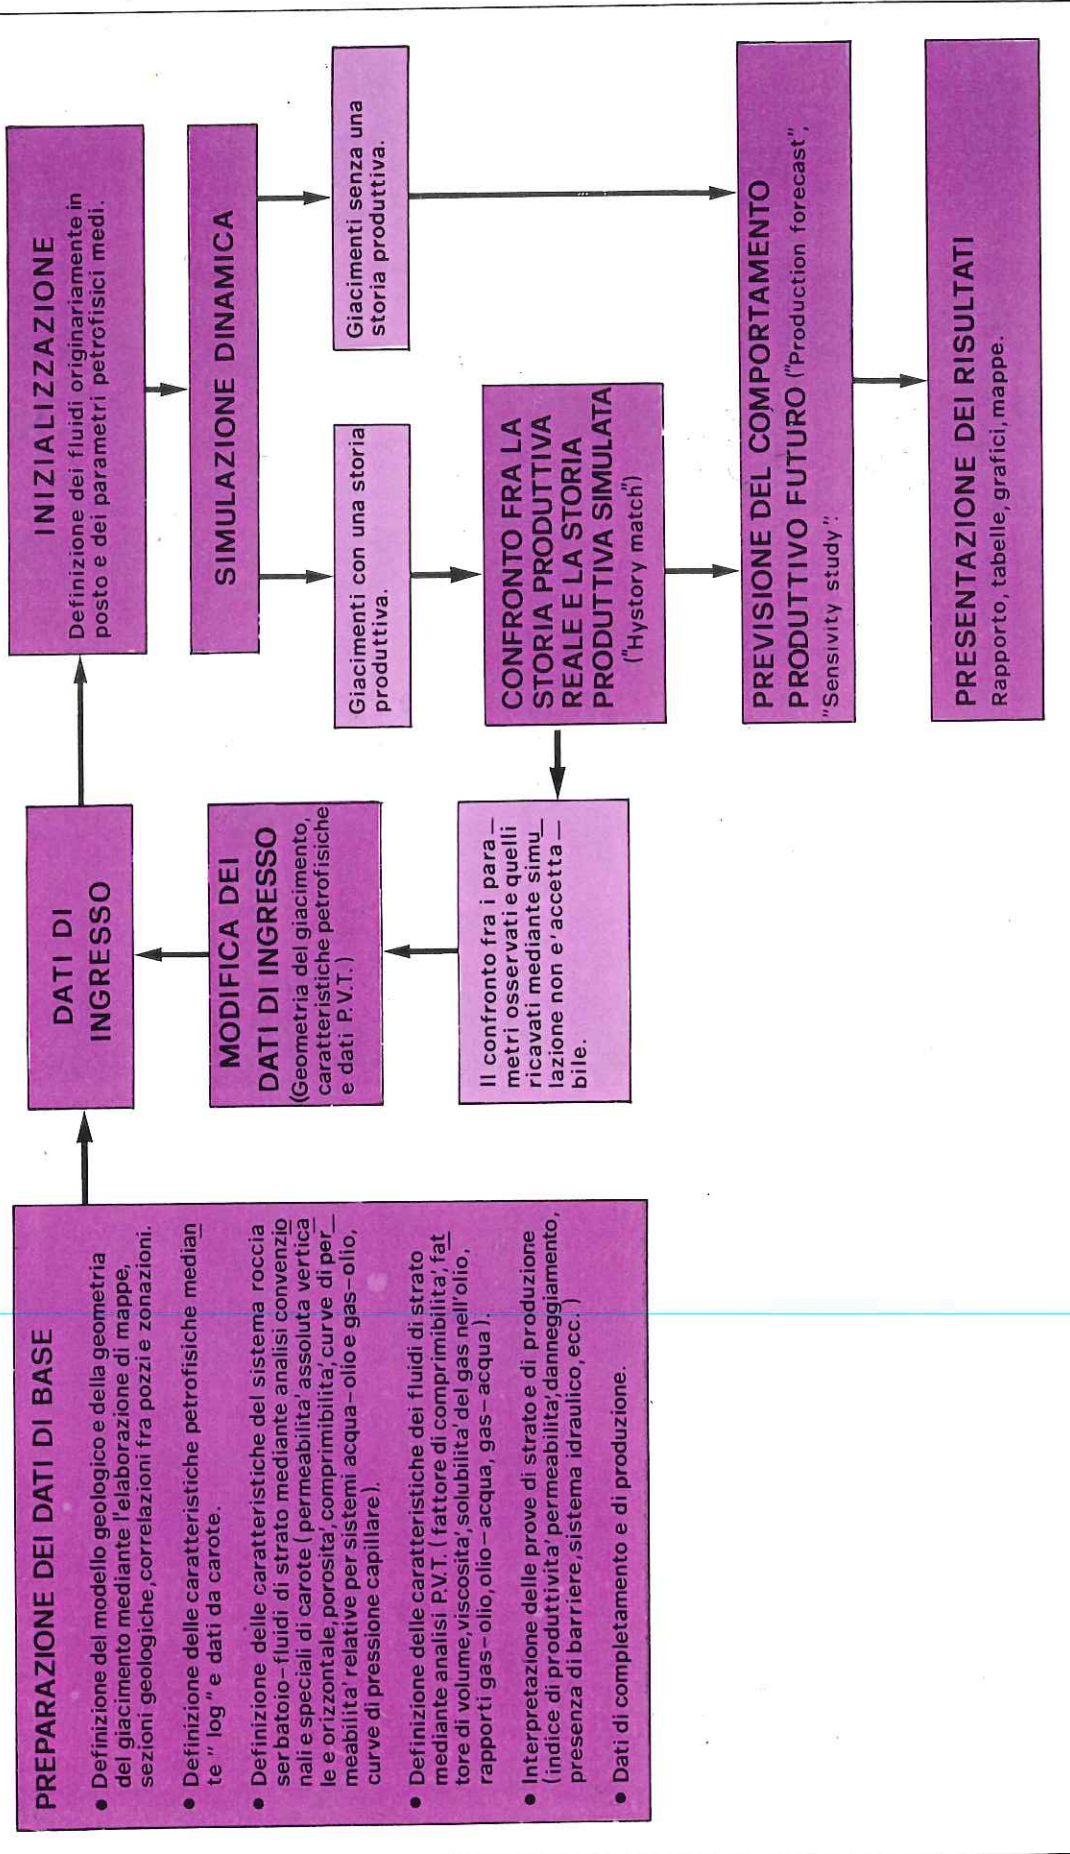 PREPARAZIONE DEI DATI DI BASE
● Definizione del modello geologico e della geometria
del giacimento mediante l'elaborazione di mappe,
sezioni geologiche, correlazioni fra pozzi e zonazioni.
● Definizione delle caratteristiche petrofisiche median_
te " log" e dati da carote.
● Definizione delle caratteristiche del sistema roccia
serbatoio-fluidi di strato mediante analisi convenzio_
nali e speciali di carote (permeabilita' assoluta vertica_
le e orizzontale, porosita', comprimibilita', curve di per_
meabilita' relative per sistemi acqua-olio e gas-olio,
curve di pressione capillare).
● Definizione delle caratteristiche dei fluidi di strato
mediante analisi P.V.T. (fattore di comprimibilita', fat_
tore di volume, viscosita', solubilita' del gas nell'olio,
rapporti gas-olio, olio-acqua, gas-acqua).
● Interpretazione delle prove di strato e di produzione
(indice di produttivita' permeabilita', danneggiamento,
presenza di barriere, sistema idraulico, ecc.)
● Dati di completamento e di produzione.
DATI DI
INGRESSO
MODIFICA DEI
DATI DI INGRESSO
(Geometria del giacimento,
caratteristiche petrofisiche
e dati P.V.T.)
Il confronto fra i para_
metri osservati e quelli
ricavati mediante simu_
lazione non e' accetta_
bile.
INIZIALIZZAZIONE
Definizione dei fluidi originariamente in
posto e dei parametri petrofisici medi.
SIMULAZIONE DINAMICA
Giacimenti con una storia
produttiva.
Giacimenti senza una
storia produttiva.
CONFRONTO FRA LA
STORIA PRODUTTIVA
REALE E LA STORIA
PRODUTTIVA SIMULATA
("Hystory match")
PREVISIONE DEL COMPORTAMENTO
PRODUTTIVO FUTURO ("Production forecast",
"Sensivity study".
PRESENTAZIONE DEI RISULTATI
Rapporto, tabelle, grafici, mappe.